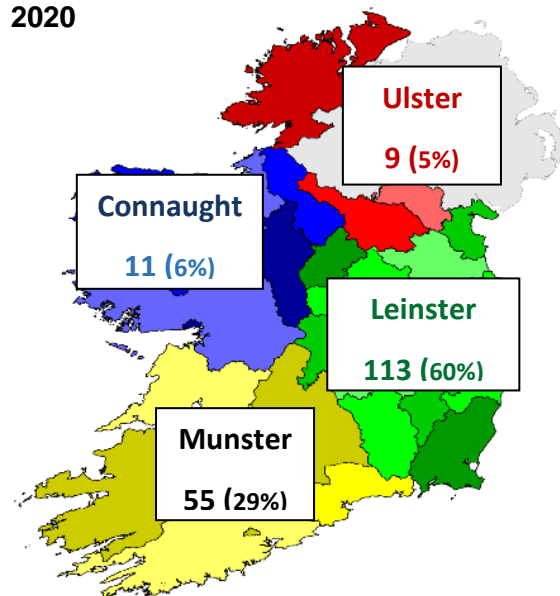 2020
Ulster
9 (5%)
Connaught
11 (6%)
Leinster
113 (60%)
Munster
55 (29%)